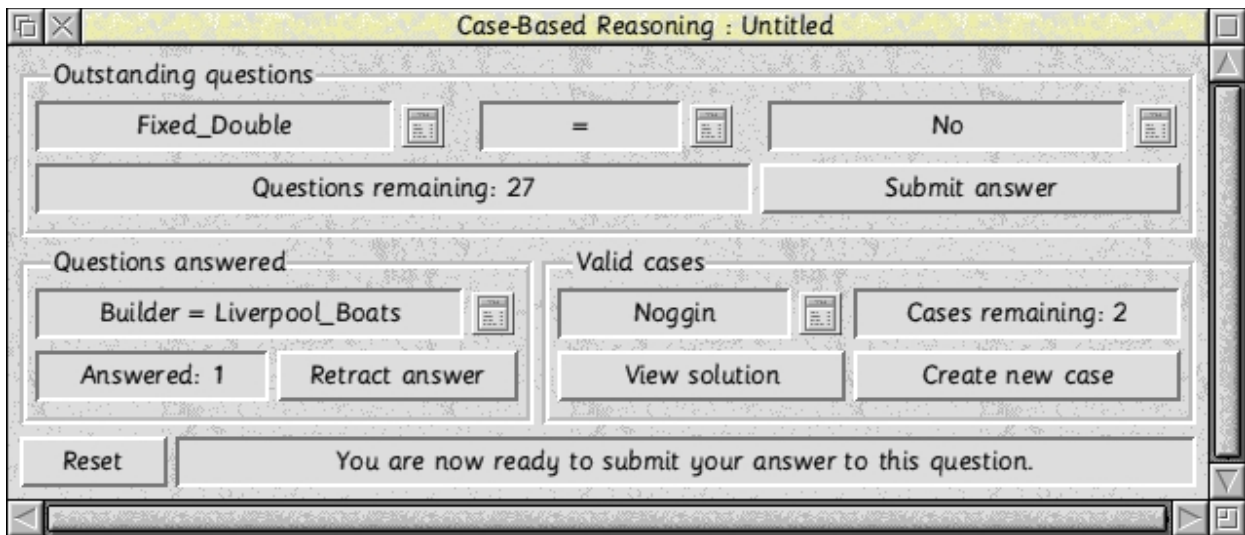 Case-Based Reasoning : Untitled
Outstanding questions
Fixed_Double = No
Questions remaining: 27 Submit answer
Questions answered Valid cases
Builder = Liverpool_Boats Noggin Cases remaining: 2
Answered: 1 Retract answer View solution Create new case
Reset You are now ready to submit your answer to this question.